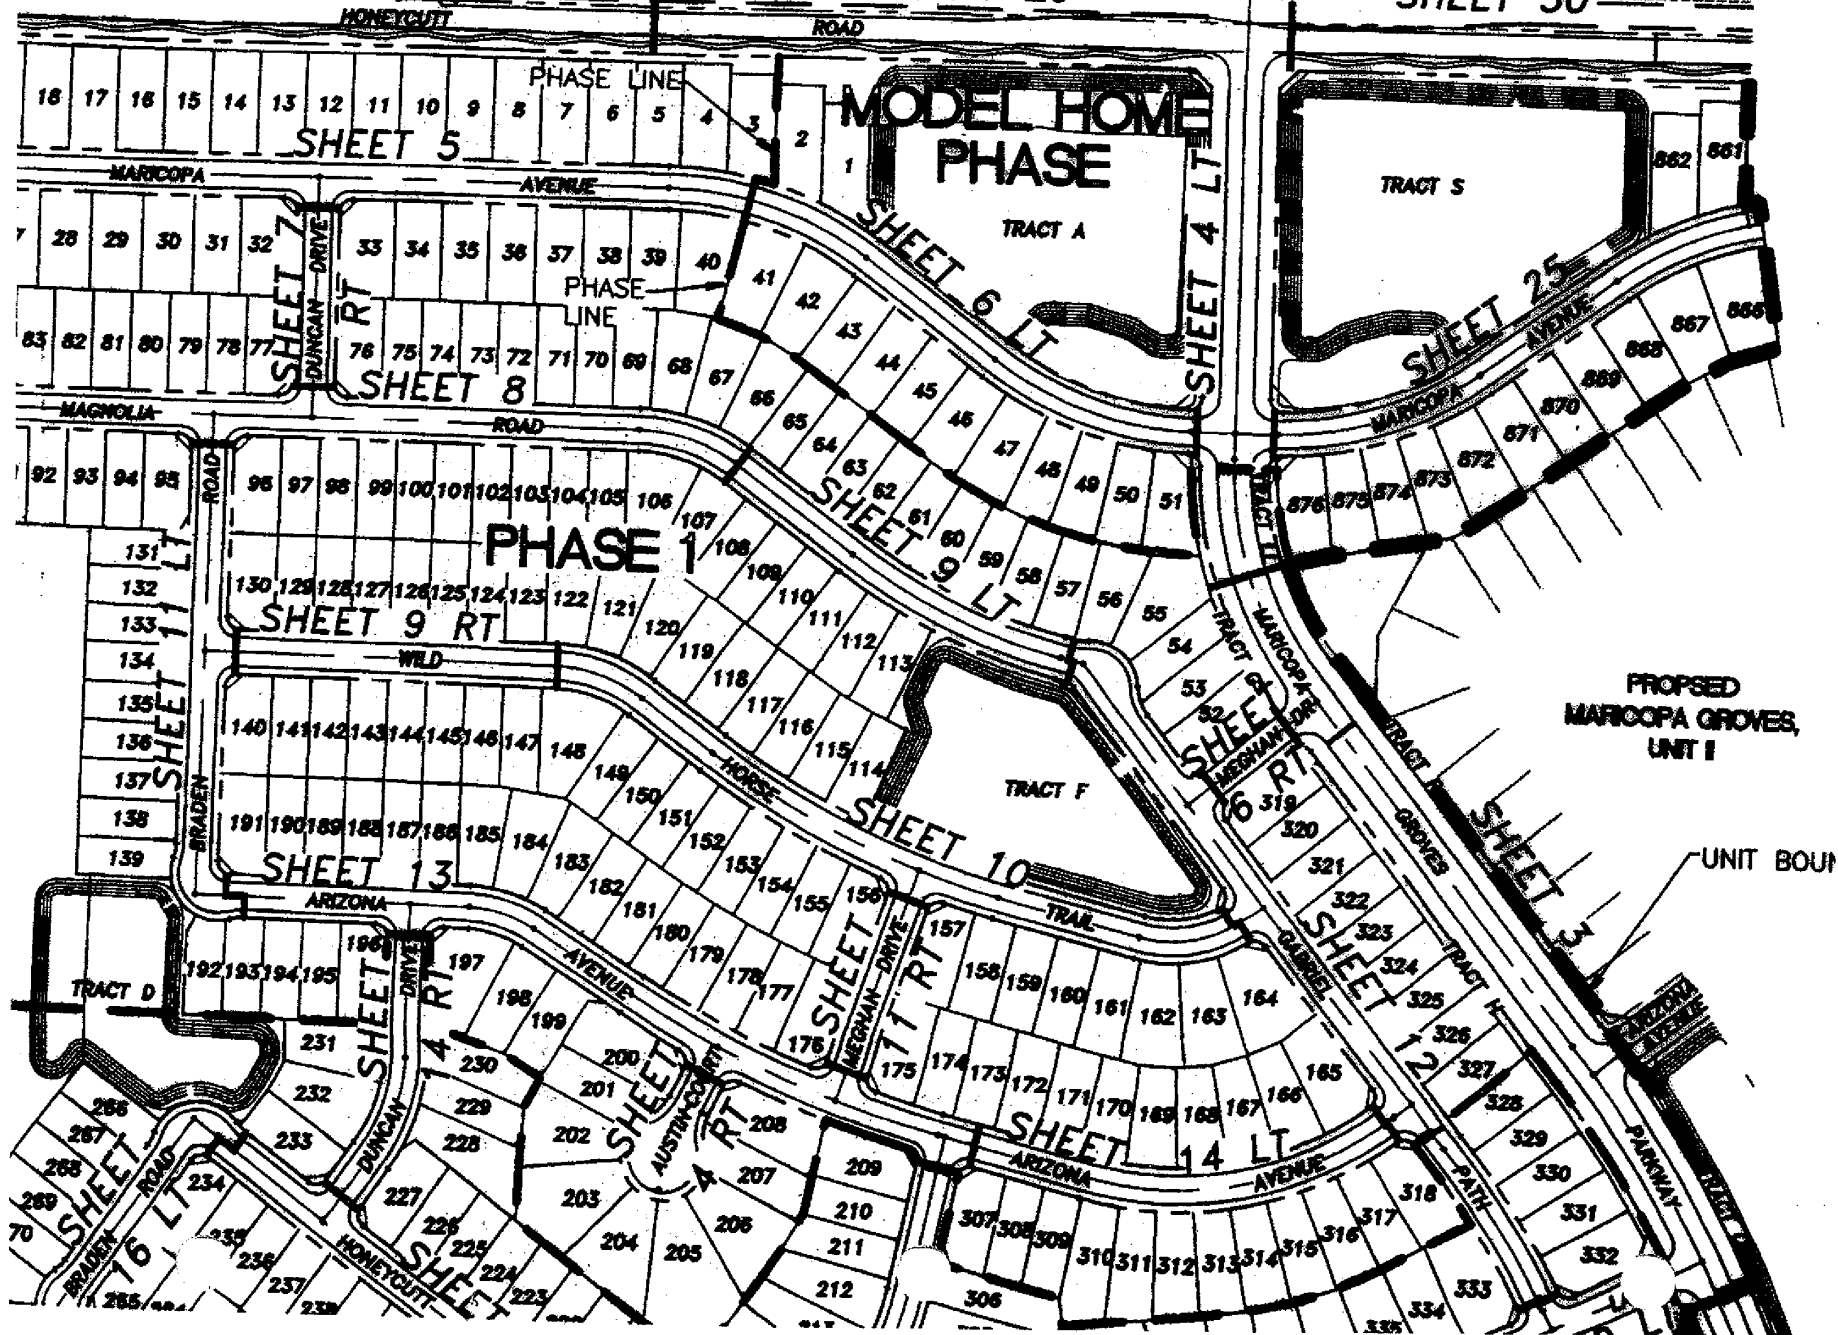 SHEET 30
HONEYCUTT ROAD
PHASE LINE
18 17 16 15 14 13 12 11 10 9 8 7 6 5 4 3 2 1
MODEL HOME
PHASE
TRACT A
TRACT S
862 861
SHEET 5
MARICOPA AVENUE
SHEET 4 LT
SHEET 6 LT
SHEET 25
MARICOPA AVENUE
28 29 30 31 32
SHEET 7 RT
DUNCAN DRIVE
33 34 35 36 37 38 39 40
41 42 43 44 45 46 47 48 49 50 51
PHASE
LINE
866 867 868 869 870 871 872 873 874 875 876
83 82 81 80 79 78 77
76 75 74 73 72 71 70 69 68 67 66 65 64 63 62 61 60 59 58 57 56 55 54 53 52
SHEET 8
MAGNOLIA ROAD
92 93 94 95
ROAD
96 97 98 99 100 101 102 103 104 105 106 107 108 109 110 111 112 113
SHEET 9 LT
PHASE 1
TRACT G
MARICOPA
131
132
133
134
135
136
137
138
139
SHEET 11 LT
BRADEN
130 129 128 127 126 125 124 123 122 121 120 119 118 117 116 115 114
SHEET 9 RT
WILD HORSE TRAIL
SHEET 10
TRACT F
SHEET 6 RT
MEGHAN DR.
PROPSED
MARICOPA GROVES,
UNIT II
140 141 142 143 144 145 146 147 148 149 150 151 152 153 154 155 156
191 190 189 188 187 186 185 184 183 182 181 180 179 178 177 176
319
320
321
322
323
324
325
326
327
328
329
330
331
332
GROVES
PARKWAY
TRACT H
SHEET 3
UNIT BOUN
SHEET 13
ARIZONA AVENUE
SHEET 11 RT
MEGHAN DRIVE
157 158 159 160 161 162 163 164
175 174 173 172 171 170 169 168 167 166 165
SHEET 12
GABRIEL PATH
ARIZONA
AVENUE
TRACT D
192 193 194 195 196
SHEET 14 RT
DRIVE
DUNCAN
197 198 199 200 201 202 203 204 205 206 207 208
SHEET 4 RT
AUSTIN COURT
231
232
233
230
229
228
227
226
225
224
223
209
210
211
212
SHEET 14 LT
ARIZONA AVENUE
307 308 309 310 311 312 313 314 315 316 317 318
306
333
334
335
266
267
268
269
70
SHEET 16 LT
BRADEN ROAD
234
235
236
237
238
265
HONEYCUTT
SHEET